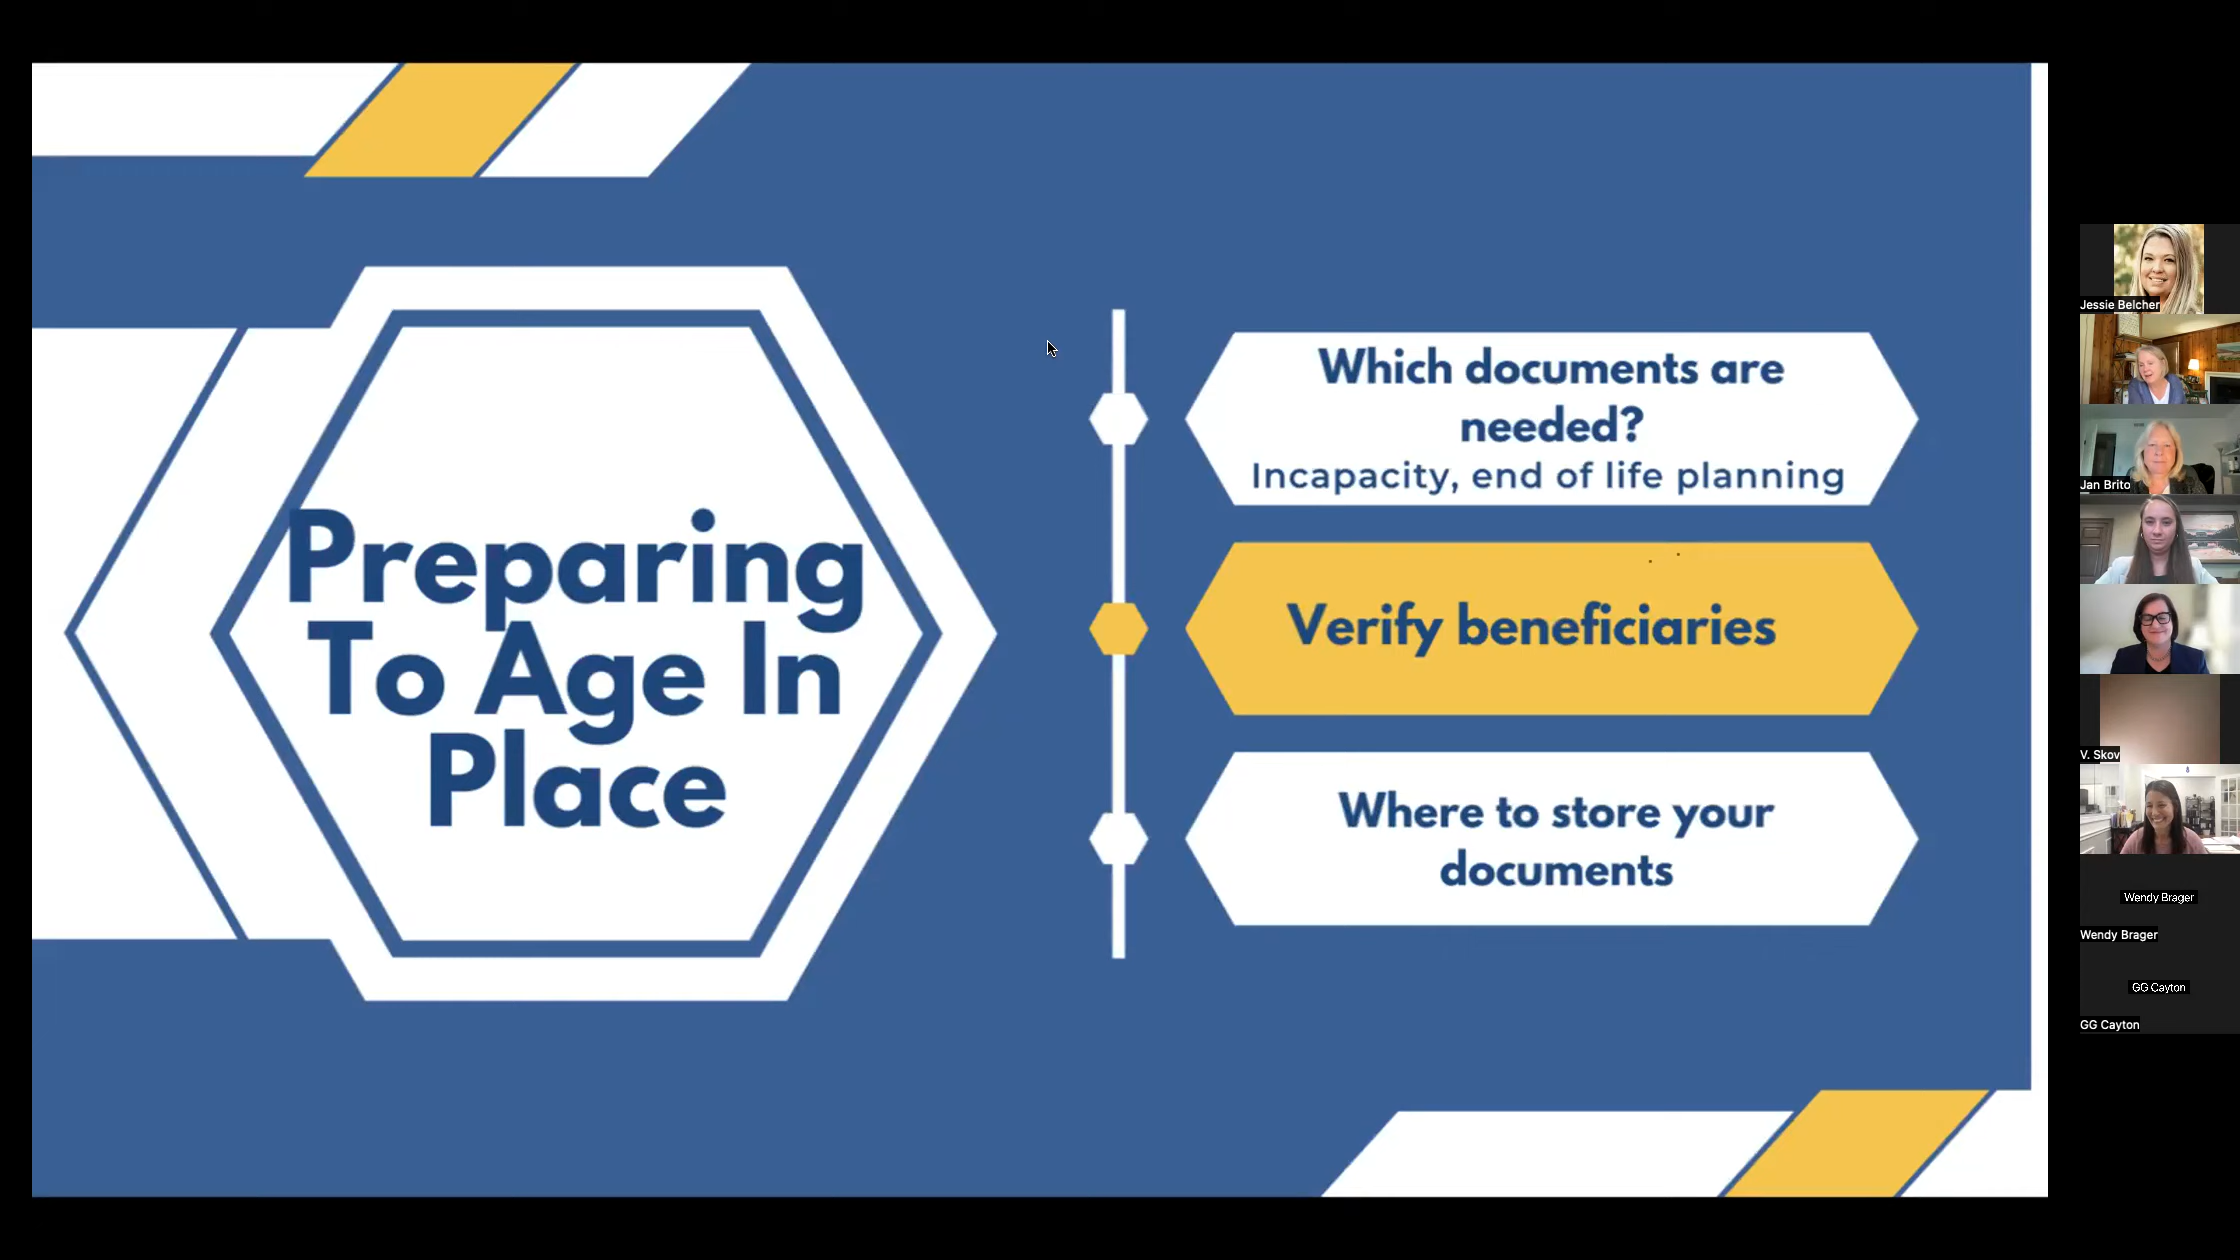 Preparing
To Age In
Place
Which documents are
needed?
Incapacity, end of life planning
Verify beneficiaries
Where to store your
documents
Jessie Belcher
Jan Brito
V. Skov
Wendy Brager
Wendy Brager
GG Cayton
GG Cayton